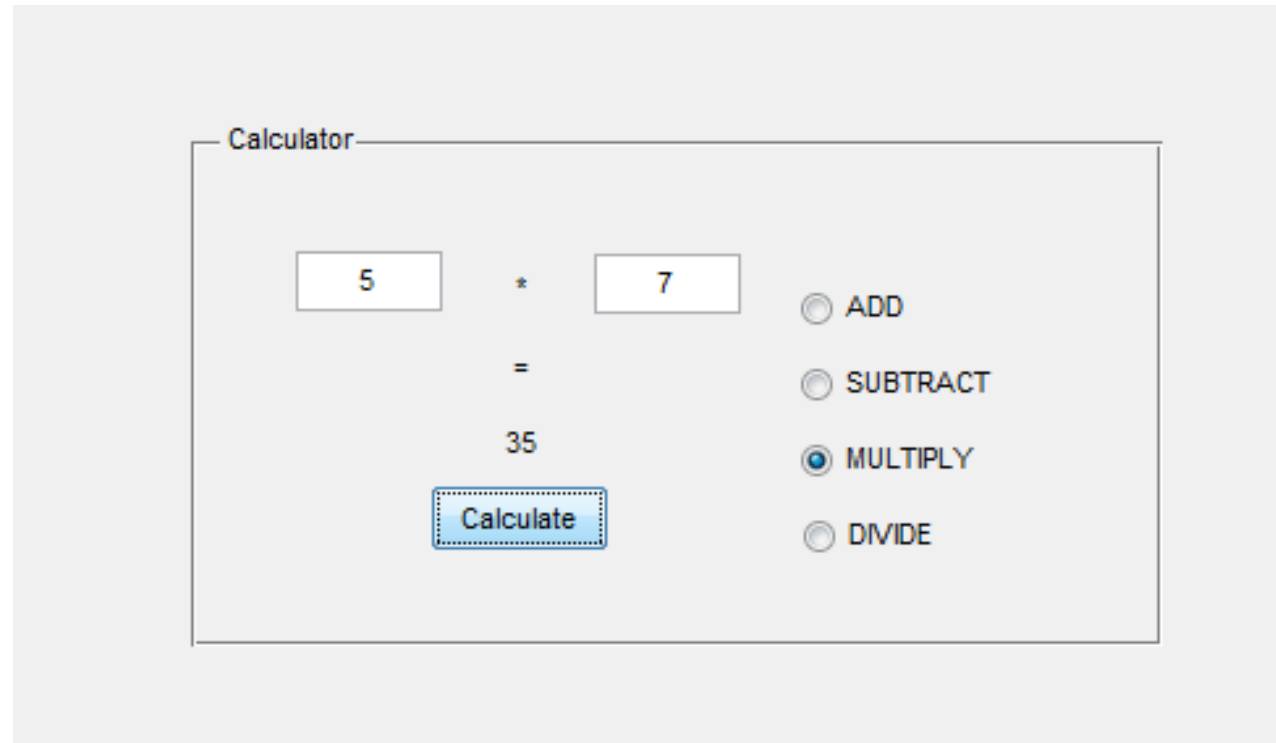 Calculator
5 * 7
=
35
Calculate
ADD
SUBTRACT
MULTIPLY
DIVIDE